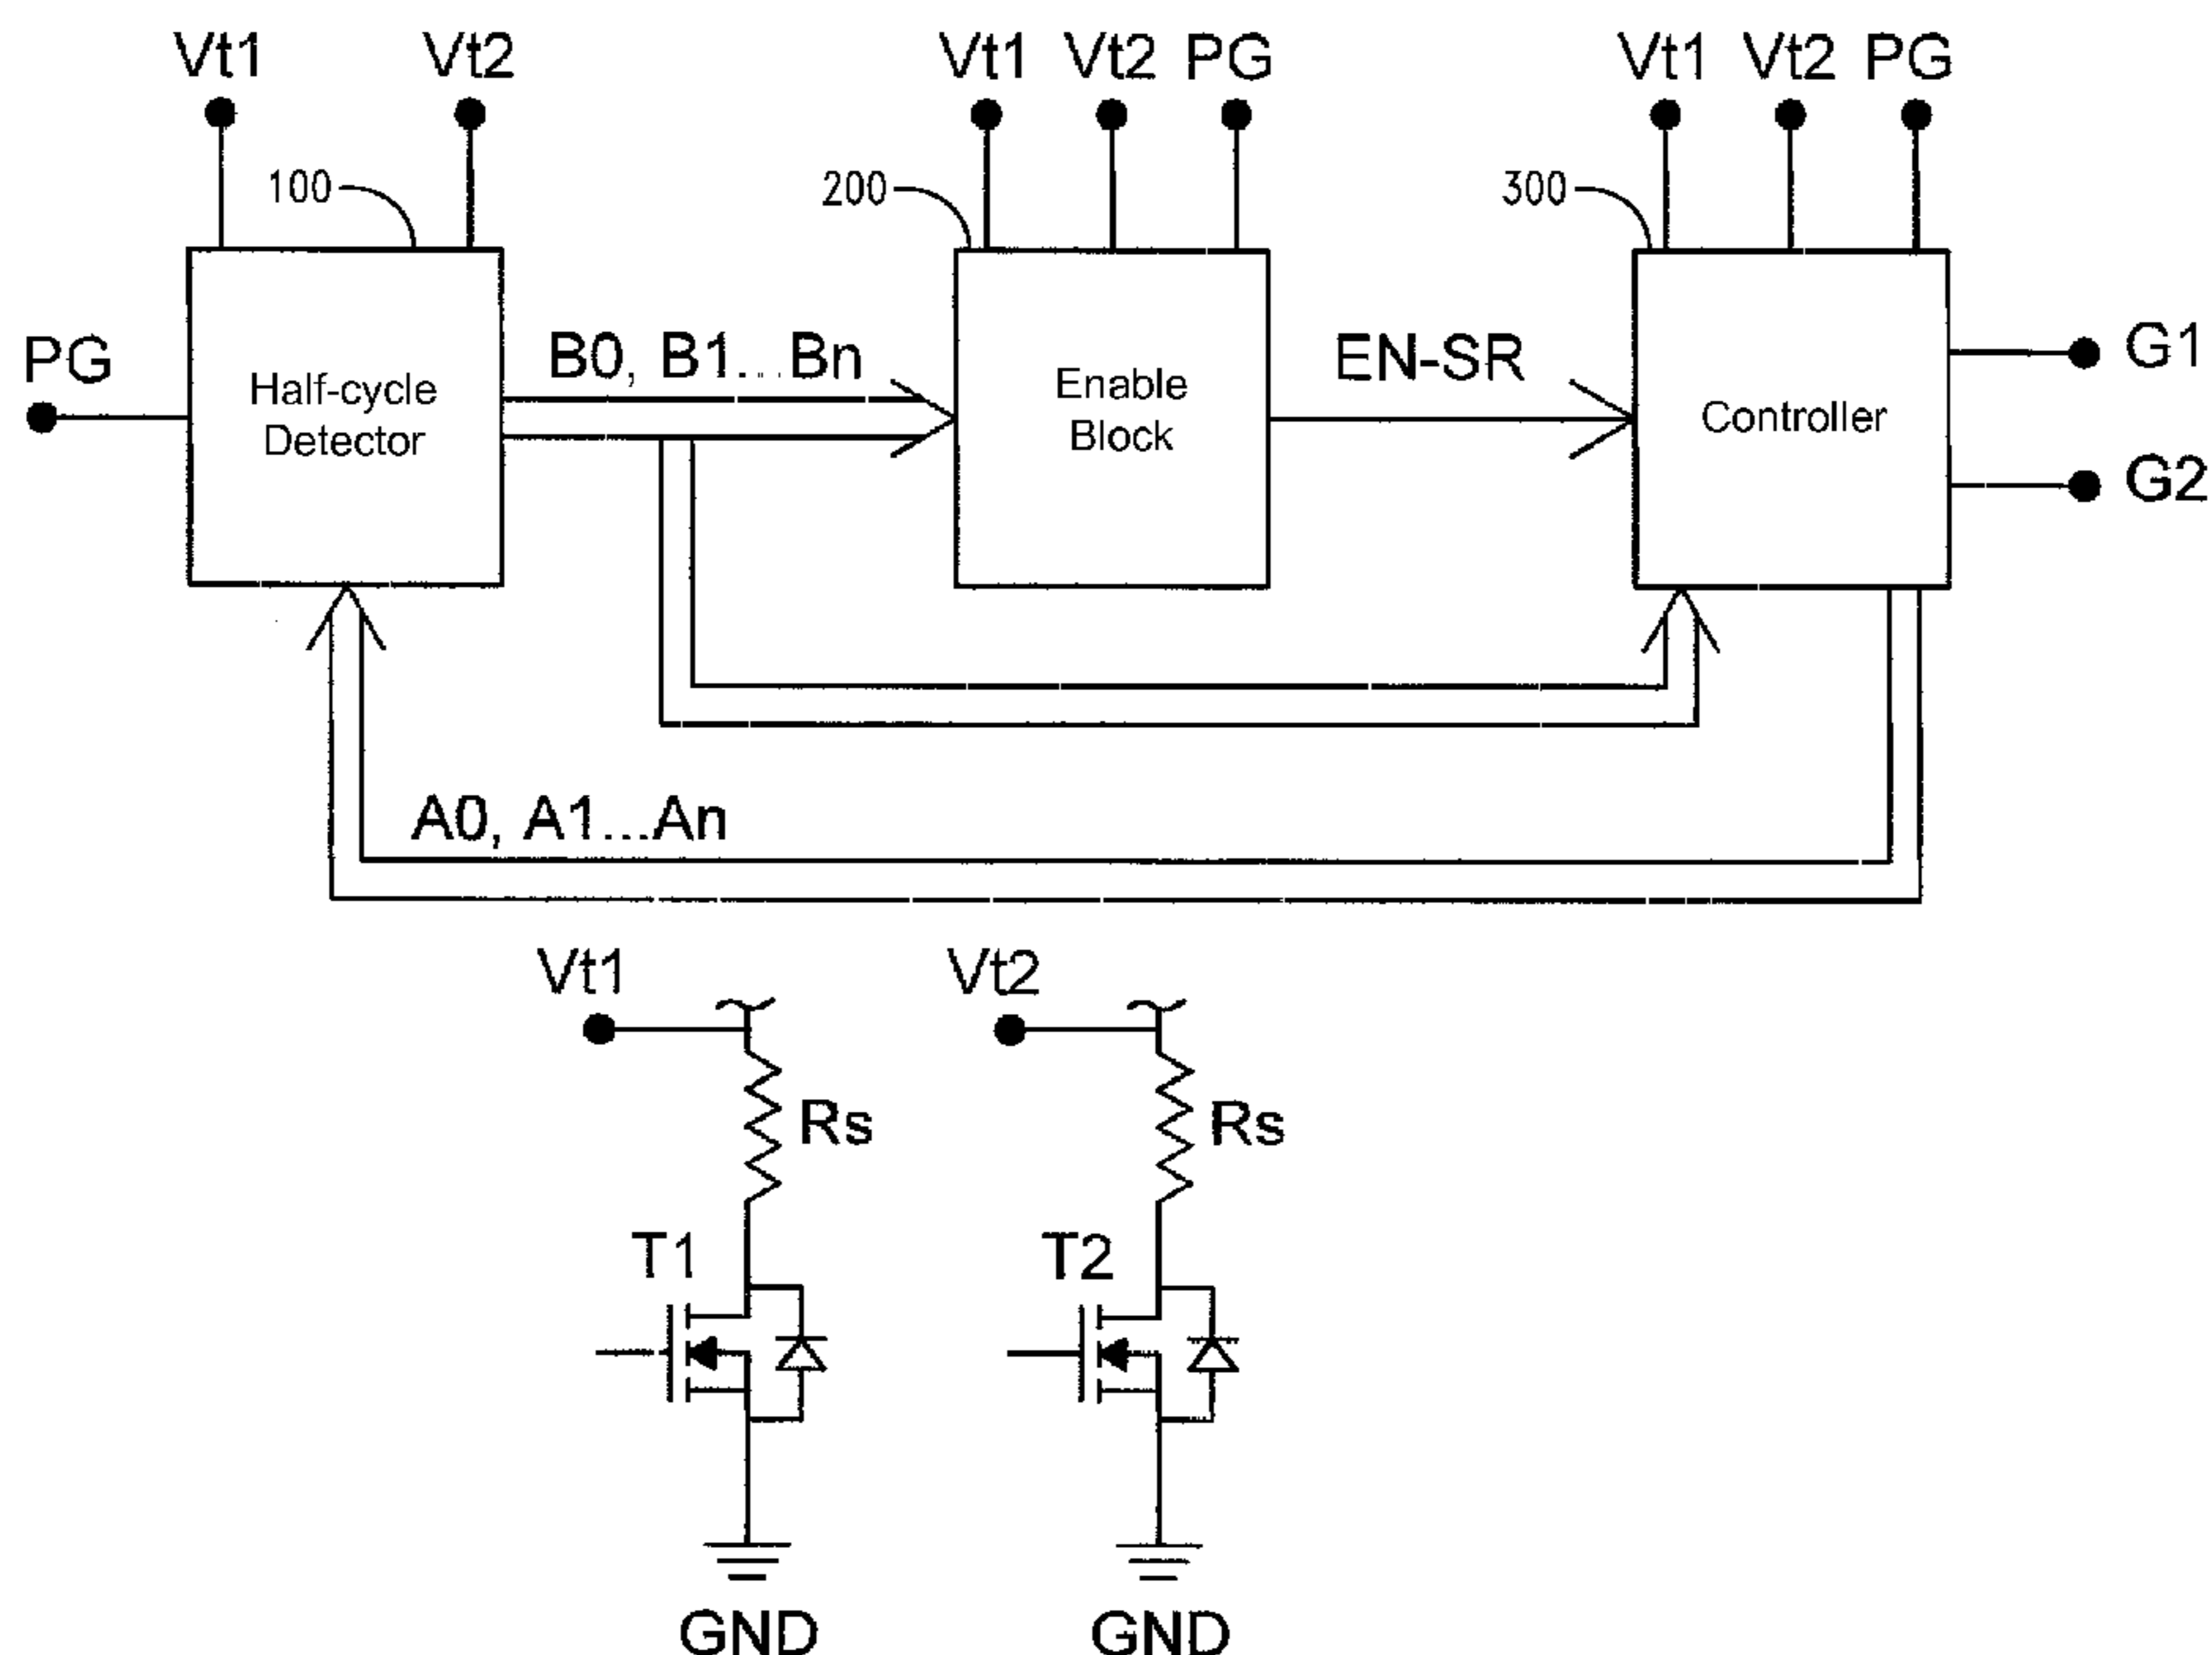 Vt1 Vt2 Vt1 Vt2 PG Vt1 Vt2 PG
100 200 300
PG
Half-cycle
Detector
B0, B1...Bn
Enable
Block
EN-SR
Controller
G1
G2
A0, A1...An
Vt1 Vt2
Rs Rs
T1 T2
GND GND